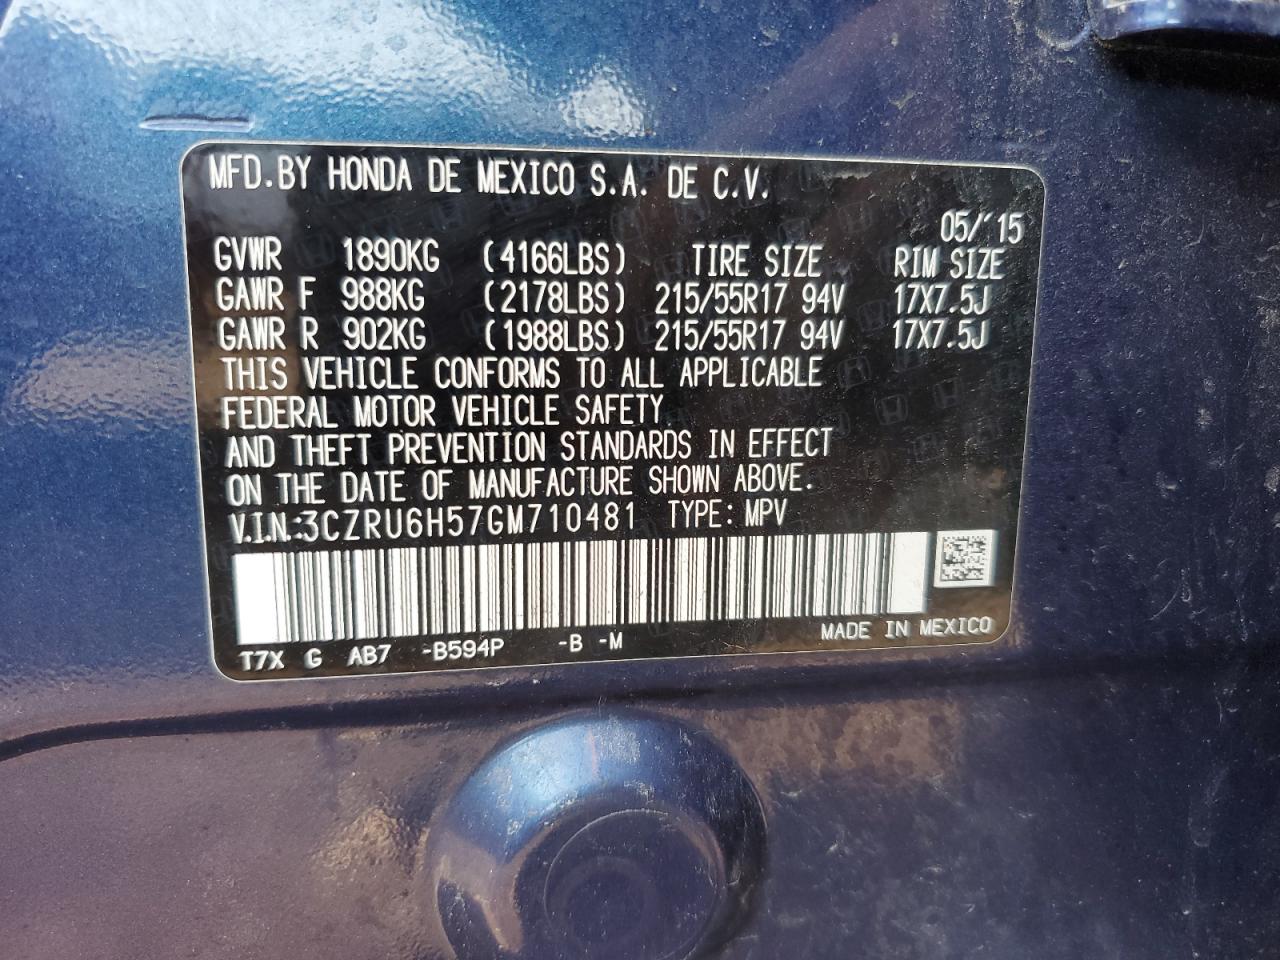 MFD.BY HONDA DE MEXICO S.A. DE C.V.
05/'15
GVWR 1890KG (4166LBS) TIRE SIZE RIM SIZE
GAWR F 988KG (2178LBS) 215/55R17 94V 17X7.5J
GAWR R 902KG (1988LBS) 215/55R17 94V 17X7.5J
THIS VEHICLE CONFORMS TO ALL APPLICABLE
FEDERAL MOTOR VEHICLE SAFETY
AND THEFT PREVENTION STANDARDS IN EFFECT
ON THE DATE OF MANUFACTURE SHOWN ABOVE.
V.I.N.:3CZRU6H57GM710481 TYPE: MPV
T7X G AB7 -B594P -B -M MADE IN MEXICO